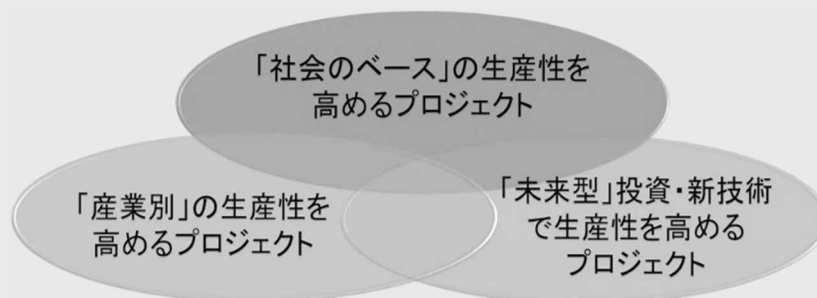 「社会のベース」の生産性を
高めるプロジェクト
「産業別」の生産性を
高めるプロジェクト
「未来型」投資・新技術
で生産性を高める
プロジェクト